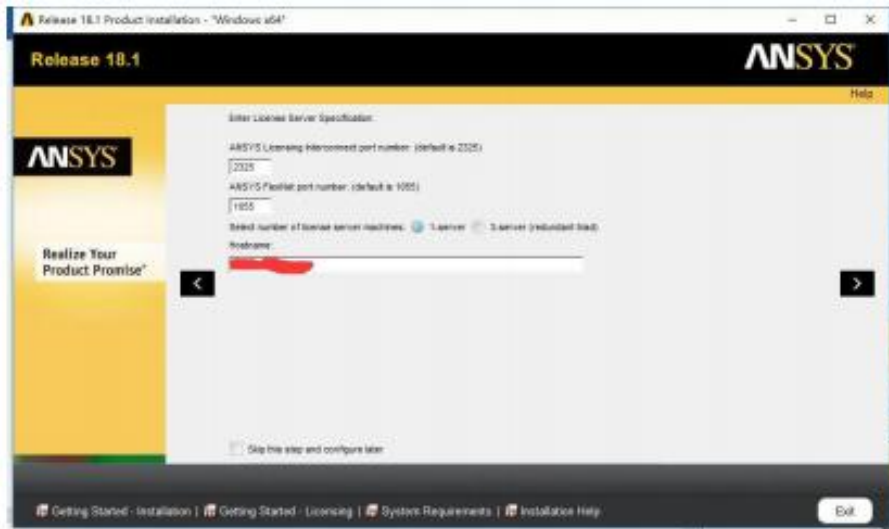 Release 18.1 Product Installation - "Windows x64"
Release 18.1
ANSYS
Help
Enter License Server Specification
ANSYS Licensing Interconnect port number: (default is 2325)
2325
ANSYS FlexNet port number: (default is 1055)
1055
Select number of license server machines: 1-server 3-server (redundant triad)
Hostname:
ANSYS
Realize Your
Product Promise®
<
>
Skip this step and configure later
Getting Started - Installation | Getting Started - Licensing | System Requirements | Installation Help
Exit